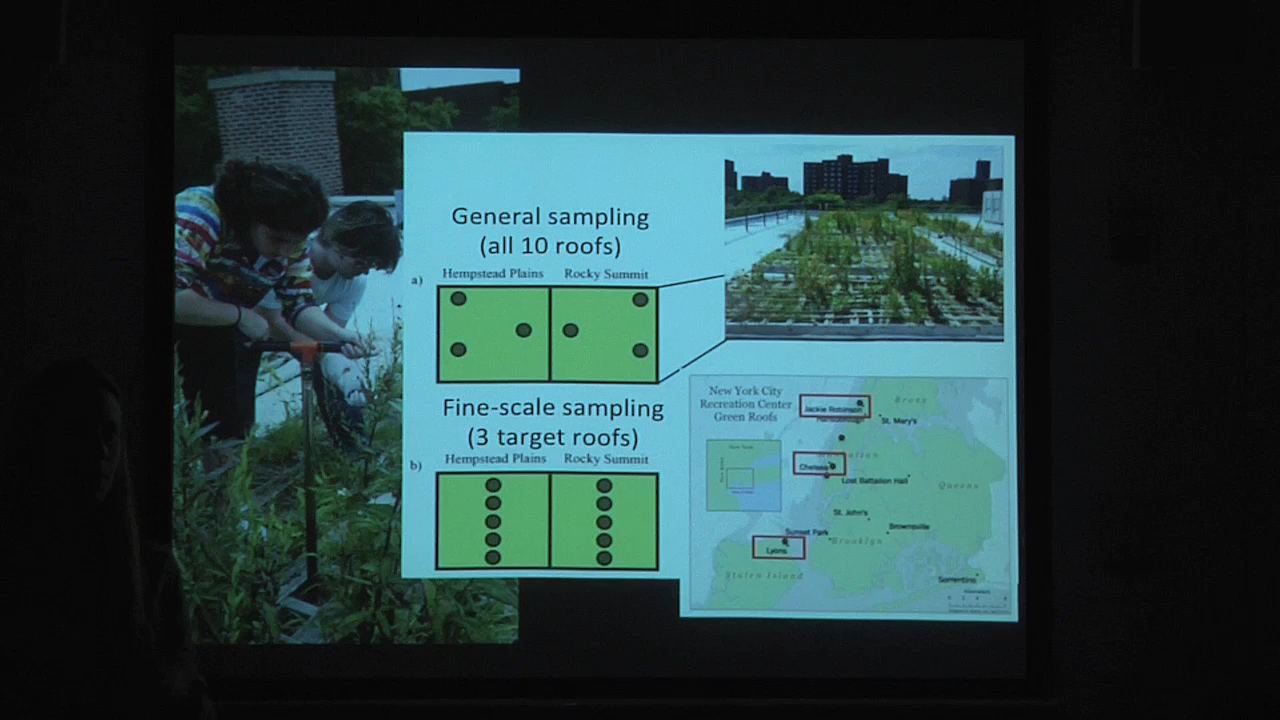 General sampling
(all 10 roofs)
a)
Hempstead Plains
Rocky Summit
Fine-scale sampling
(3 target roofs)
b)
Hempstead Plains
Rocky Summit
New York City
Recreation Center
Green Roofs
Bronx
Jackie Robinson
St. Mary's
Chelsea
Lost Battalion Hall
Queens
St. John's
Brownsville
Sunset Park
Brooklyn
Lyons
Staten Island
Sorrentino